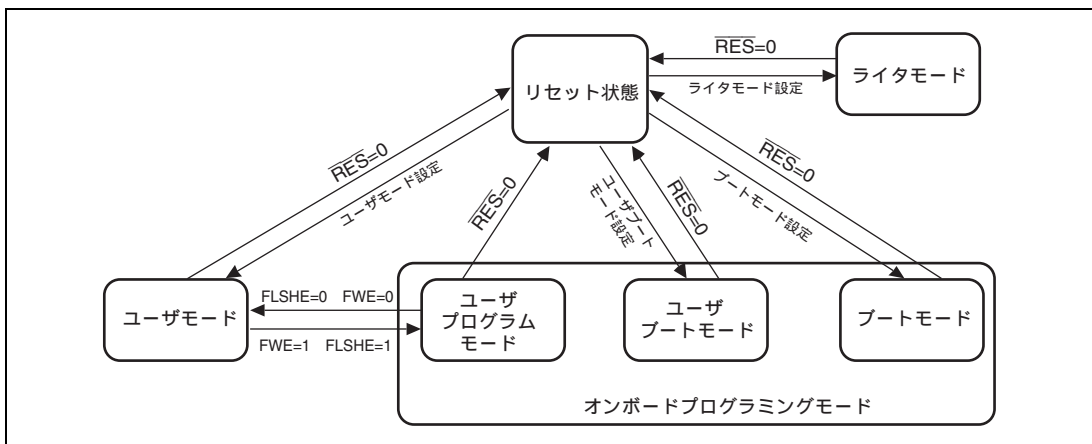 RES=0
リセット状態
ライタモード設定
ライタモード
RES=0
ユーザモード設定
RES=0
ユーザブート
モード設定
RES=0
RES=0
ブートモード設定
ユーザモード
FLSHE=0 FWE=0
FWE=1 FLSHE=1
ユーザ
プログラム
モード
ユーザ
ブートモード
ブートモード
オンボードプログラミングモード